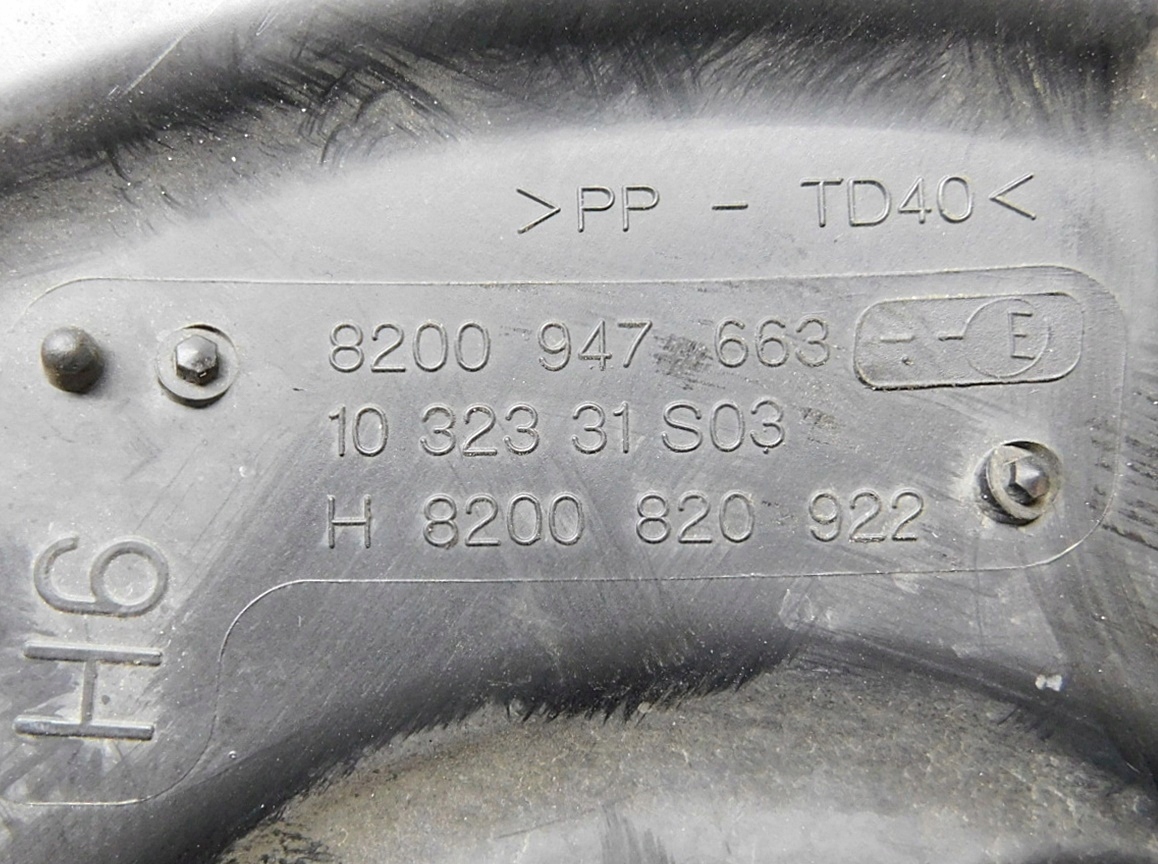 >PP - TD40<
8200 947 663 -- E
10 323 31 S03
H 8200 820 922
H6